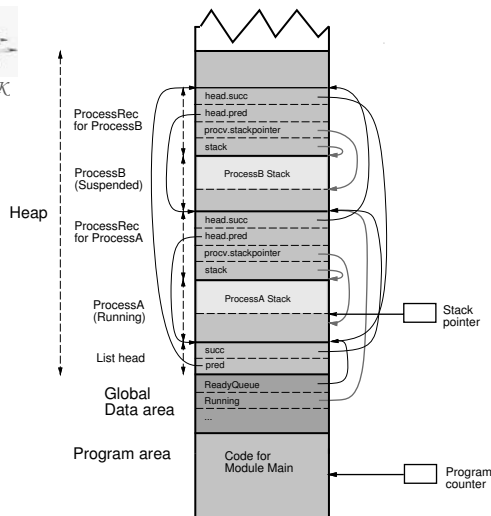 K
head.succ
head.pred
procv.stackpointer
stack
ProcessRec
for ProcessB
ProcessB Stack
ProcessB
(Suspended)
Heap
head.succ
head.pred
procv.stackpointer
stack
ProcessRec
for ProcessA
ProcessA Stack
ProcessA
(Running)
Stack
pointer
List head
succ
pred
Global
Data area
ReadyQueue
Running
...
Program area
Code for
Module Main
Program
counter